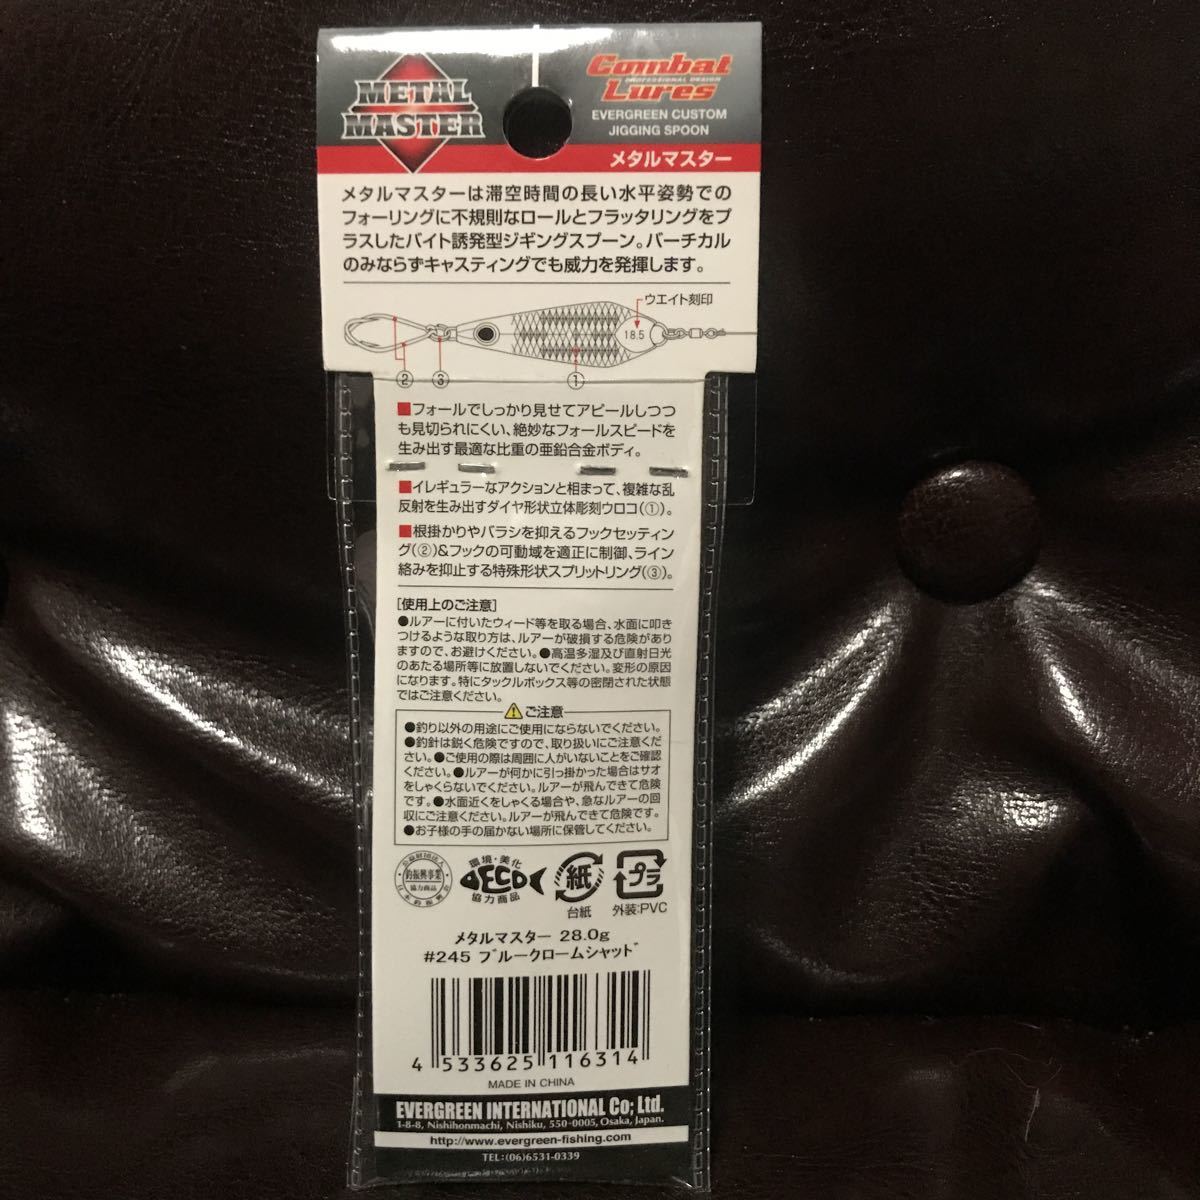 METAL
MASTER
Combat
PROFESSIONAL DESIGN
Lures
EVERGREEN CUSTOM
JIGGING SPOON
メタルマスター
メタルマスターは滞空時間の長い水平姿勢での
フォーリングに不規則なロールとフラッタリングをプ
ラスしたバイト誘発型ジギングスプーン。バーチカル
のみならずキャスティングでも威力を発揮します。
ウエイト刻印
18.5
② ③ ①
■フォールでしっかり見せてアピールしつつ
も見切られにくい、絶妙なフォールスピードを
生み出す最適な比重の亜鉛合金ボディ。
■イレギュラーなアクションと相まって、複雑な乱
反射を生み出すダイヤ形状立体彫刻ウロコ(①)。
■根掛かりやバラシを抑えるフックセッティン
グ(②)&フックの可動域を適正に制御、ライン
絡みを抑止する特殊形状スプリットリング(③)。
[使用上のご注意]
●ルアーに付いたウィード等を取る場合、水面に叩き
つけるような取り方は、ルアーが破損する危険があり
ますので、お避けください。●高温多湿及び直射日光
のあたる場所等に放置しないでください。変形の原因
になります。特にタックルボックス等の密閉された状態
ではご注意ください。
⚠ご注意
●釣り以外の用途にご使用にならないでください。
●釣針は鋭く危険ですので、取り扱いにご注意くだ
さい。●ご使用の際は周囲に人がいないことをご確認
ください。●ルアーが何かに引っ掛かった場合はサオ
をしゃくらないでください。ルアーが飛んできて危険
です。●水面近くをしゃくる場合や、急なルアーの回
収にご注意ください。ルアーが飛んできて危険です。
●お子様の手の届かない場所に保管してください。
公益財団法人
釣振興事業
協力商品
日本釣振興会
環境・美化
ECO
協力商品
紙
台紙
プラ
外装:PVC
メタルマスター 28.0g
#245 ブルークロームシャッド
4 533625 116314
MADE IN CHINA
EVERGREEN INTERNATIONAL Co; Ltd.
1-8-8, Nishihonmachi, Nishiku, 550-0005, Osaka, Japan.
http://www.evergreen-fishing.com
TEL:(06)6531-0339